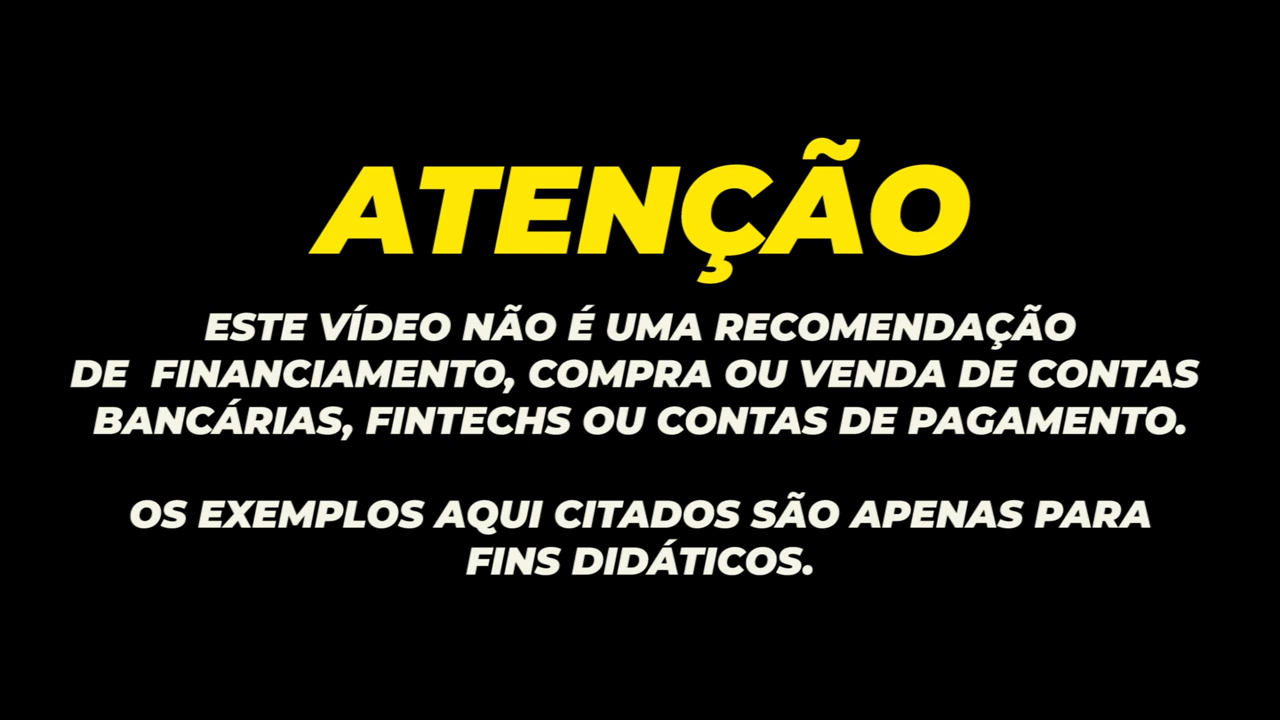 ATENÇÃO
ESTE VÍDEO NÃO É UMA RECOMENDAÇÃO
DE FINANCIAMENTO, COMPRA OU VENDA DE CONTAS
BANCÁRIAS, FINTECHS OU CONTAS DE PAGAMENTO.
OS EXEMPLOS AQUI CITADOS SÃO APENAS PARA
FINS DIDÁTICOS.